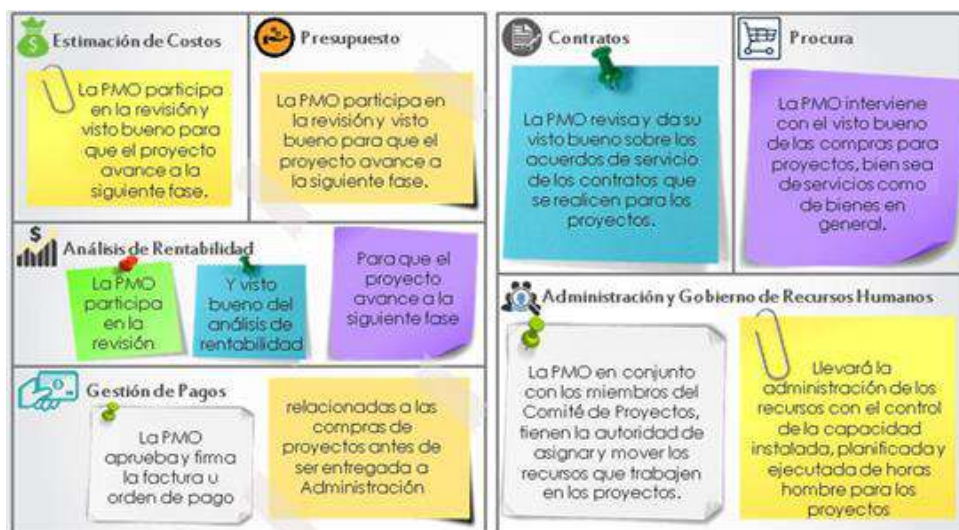 Estimación de Costos
La PMO participa
en la revisión y
visto bueno para
que el proyecto
avance a la
siguiente fase.
Presupuesto
La PMO participa en
la revisión y visto
bueno para que el
proyecto avance a
la siguiente fase.
Análisis de Rentabilidad
La PMO
participa
en la
revisión
Y visto
bueno del
análisis de
rentabilidad
Para que el
proyecto
avance a la
siguiente fase
Gestión de Pagos
La PMO
aprueba y firma
la factura u
orden de pago
relacionadas a las
compras de
proyectos antes de
ser entregada a
Administración
Contratos
La PMO revisa y da su
visto bueno sobre los
acuerdos de servicio
de los contratos que
se realicen para los
proyectos.
Procura
La PMO interviene
con el visto bueno
de las compras para
proyectos, bien sea
de servicios como
de bienes en
general.
Administración y Gobierno de Recursos Humanos
La PMO en conjunto
con los miembros del
Comité de Proyectos,
tienen la autoridad de
asignar y mover los
recursos que trabajen
en los proyectos.
Llevará la
administración de los
recursos con el control
de la capacidad
instalada, planificada y
ejecutada de horas
hombre para los
proyectos